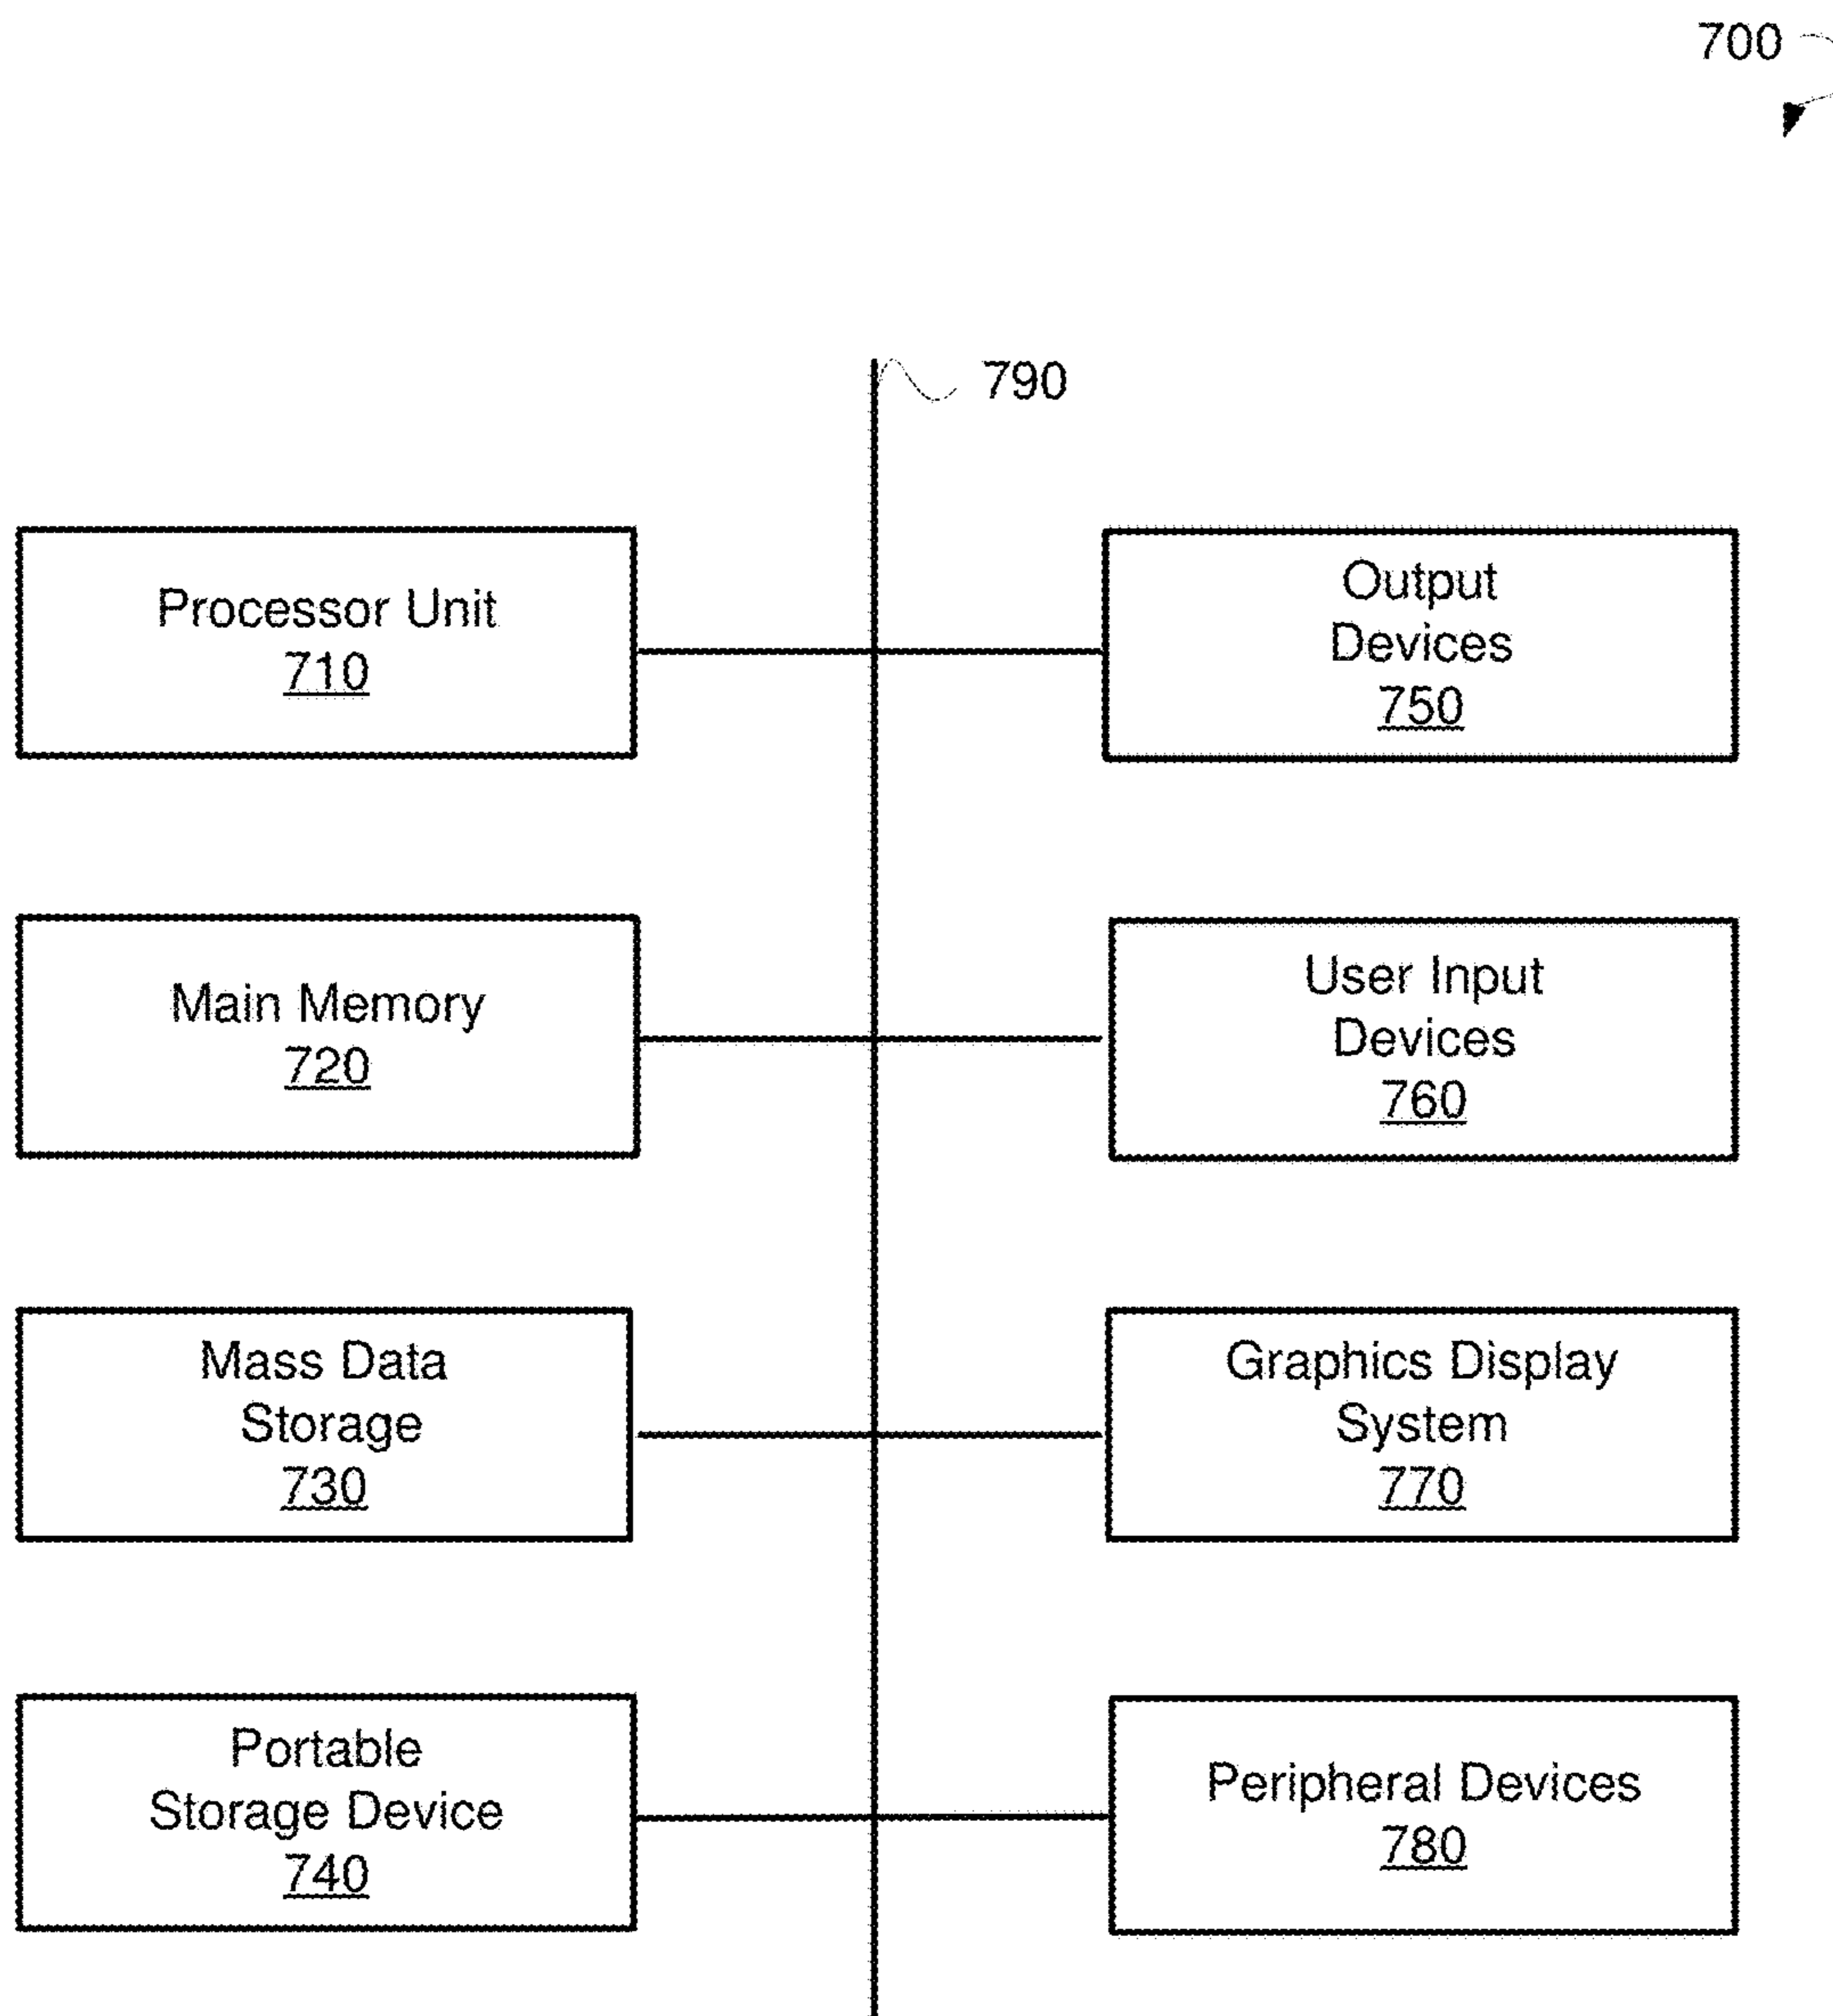 700
790
Processor Unit
710
Output
Devices
750
Main Memory
720
User Input
Devices
760
Mass Data
Storage
730
Graphics Display
System
770
Portable
Storage Device
740
Peripheral Devices
780